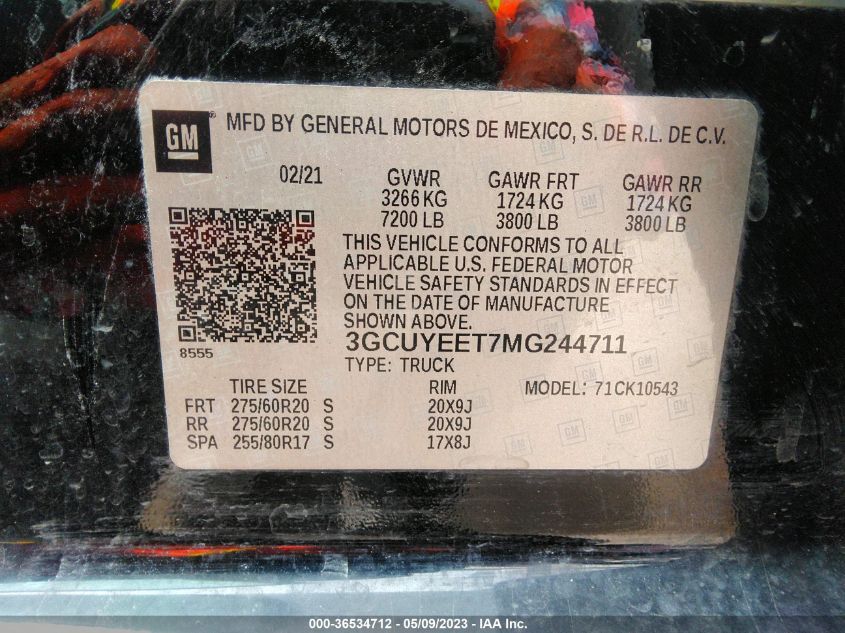 GM® MFD BY GENERAL MOTORS DE MEXICO, S. DE R.L. DE C.V.
02/21 GVWR GAWR FRT GAWR RR
3266 KG 1724 KG 1724 KG
7200 LB 3800 LB 3800 LB
THIS VEHICLE CONFORMS TO ALL
APPLICABLE U.S. FEDERAL MOTOR
VEHICLE SAFETY STANDARDS IN EFFECT
ON THE DATE OF MANUFACTURE
SHOWN ABOVE.
8555
3GCUYEET7MG244711
TYPE: TRUCK
TIRE SIZE RIM MODEL: 71CK10543
FRT 275/60R20 S 20X9J
RR 275/60R20 S 20X9J
SPA 255/80R17 S 17X8J
000-36534712 - 05/09/2023 - IAA Inc.